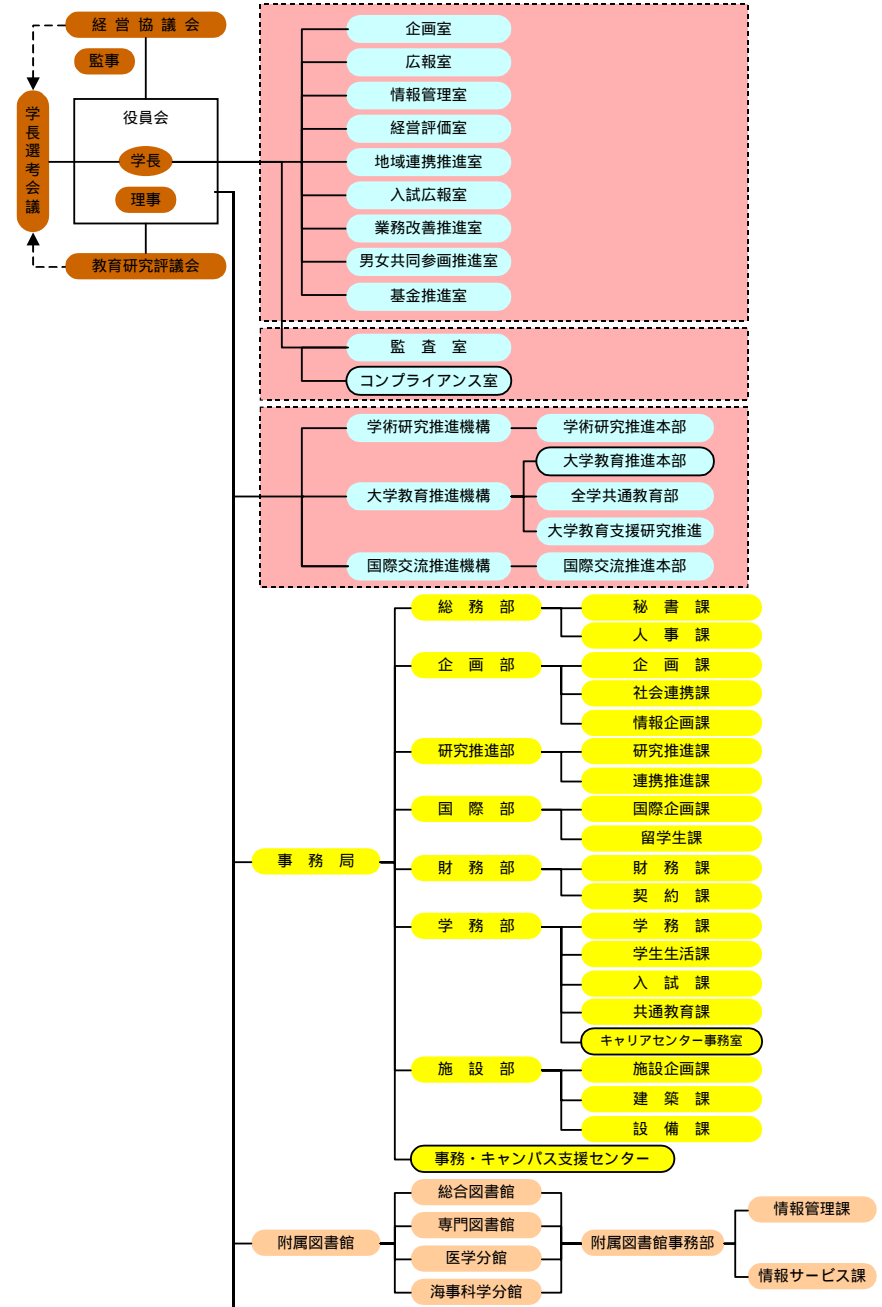 経営協議会
監事
学長選考会議
役員会
学長
理事
教育研究評議会
企画室
広報室
情報管理室
経営評価室
地域連携推進室
入試広報室
業務改善推進室
男女共同参画推進室
基金推進室
監査室
コンプライアンス室
学術研究推進機構
学術研究推進本部
大学教育推進機構
大学教育推進本部
全学共通教育部
大学教育支援研究推進
国際交流推進機構
国際交流推進本部
事務局
総務部
秘書課
人事課
企画部
企画課
社会連携課
情報企画課
研究推進部
研究推進課
連携推進課
国際部
国際企画課
留学生課
財務部
財務課
契約課
学務部
学務課
学生生活課
入試課
共通教育課
キャリアセンター事務室
施設部
施設企画課
建築課
設備課
事務・キャンパス支援センター
附属図書館
総合図書館
専門図書館
医学分館
海事科学分館
附属図書館事務部
情報管理課
情報サービス課